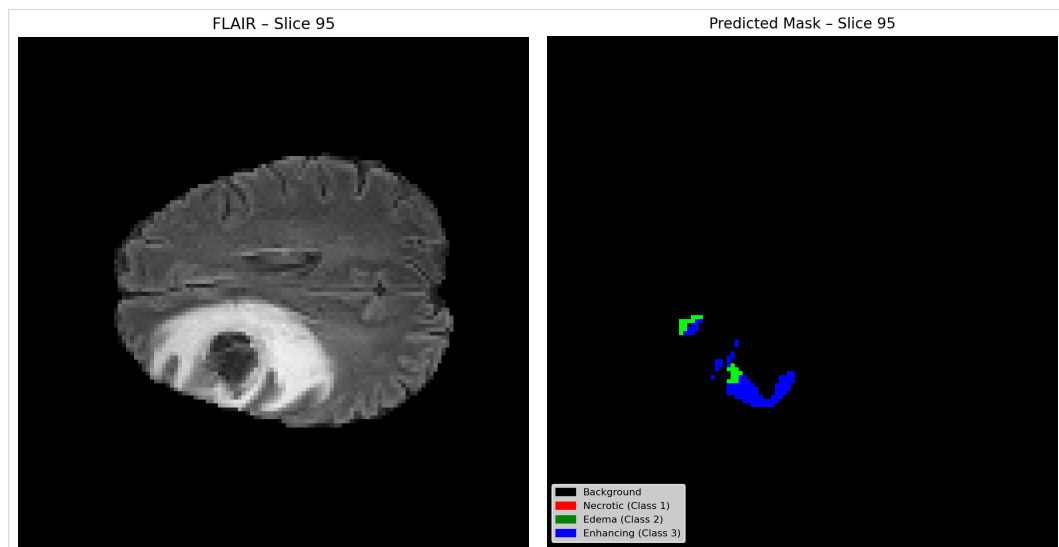 FLAIR – Slice 95
Predicted Mask – Slice 95
Background
Necrotic (Class 1)
Edema (Class 2)
Enhancing (Class 3)